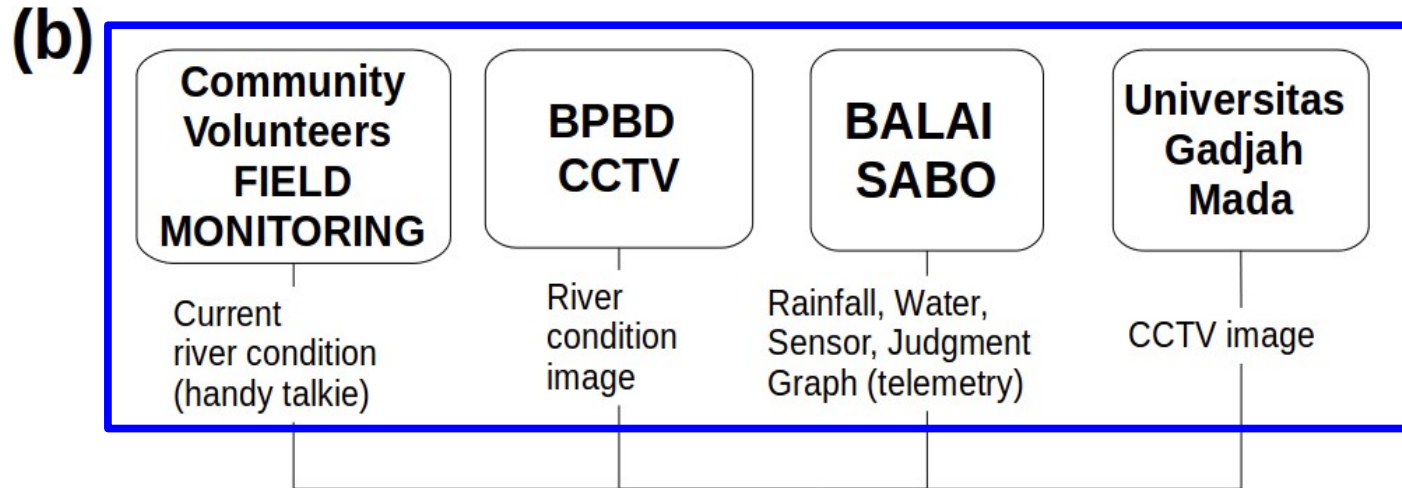 (b)
Community
Volunteers
FIELD
MONITORING
Current
river condition
(handy talkie)
BPBD
CCTV
River
condition
image
BALAI
SABO
Rainfall, Water,
Sensor, Judgment
Graph (telemetry)
Universitas
Gadjah
Mada
CCTV image